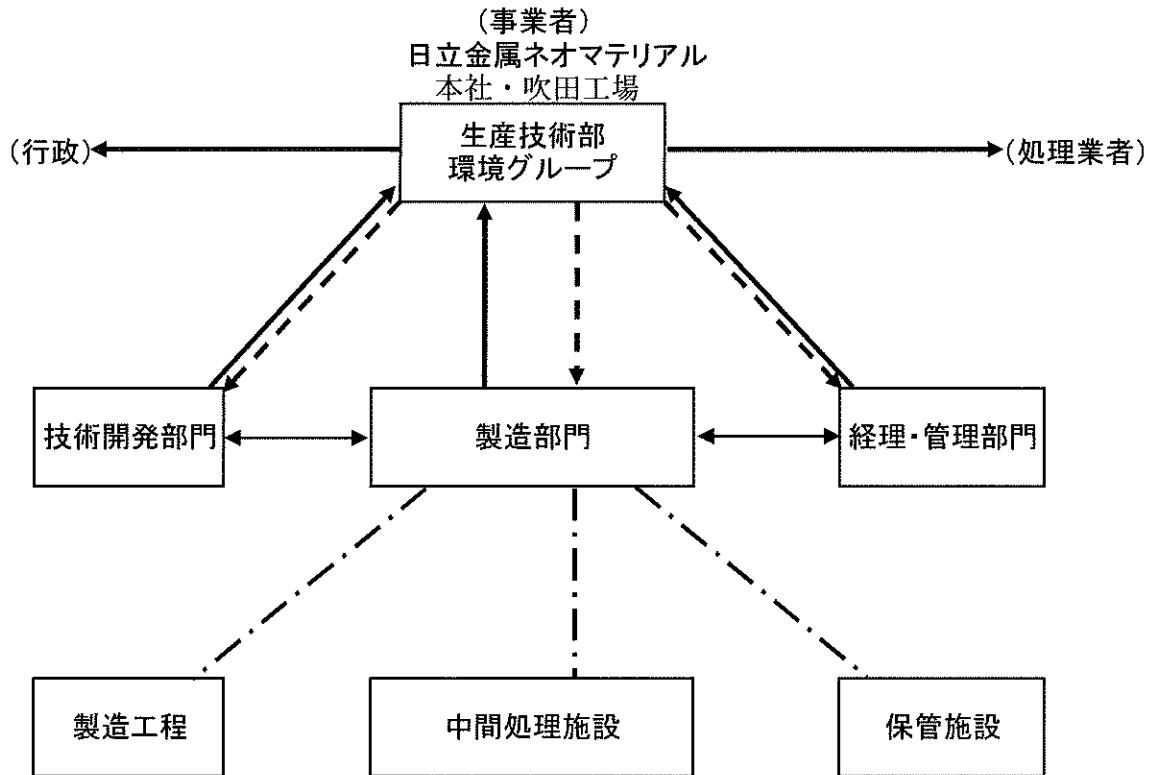 (事業者)
日立金属ネオマテリアル
本社・吹田工場
生産技術部
環境グループ
(行政)
(処理業者)
技術開発部門
製造部門
経理・管理部門
製造工程
中間処理施設
保管施設